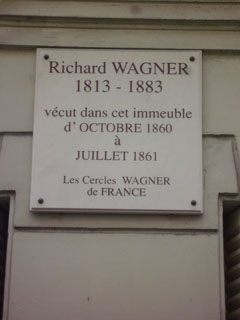 Richard WAGNER
1813 - 1883
vécut dans cet immeuble
d'OCTOBRE 1860
à
JUILLET 1861
Les Cercles WAGNER
de FRANCE